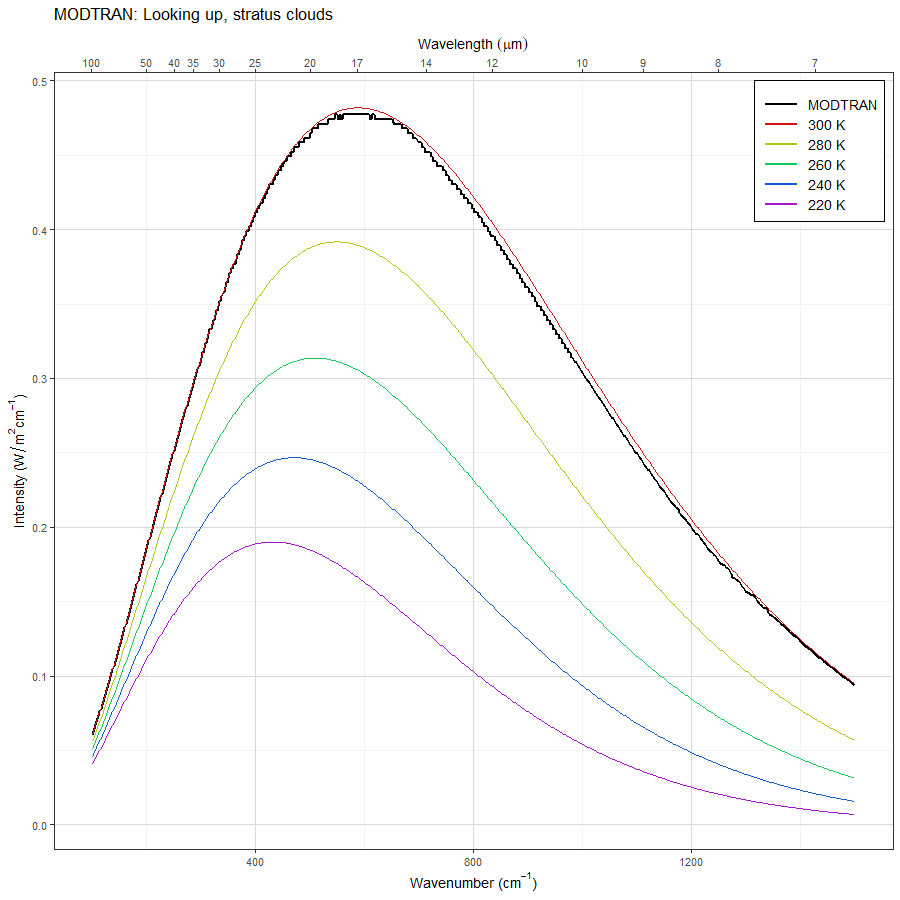 MODTRAN: Looking up, stratus clouds
Wavelength (μm)
100 50 40 35 30 25 20 17 14 12 10 9 8 7
MODTRAN
300 K
280 K
260 K
240 K
220 K
0.5
0.4
0.3
0.2
0.1
0.0
Intensity (W/m²cm⁻¹)
400 800 1200
Wavenumber (cm⁻¹)